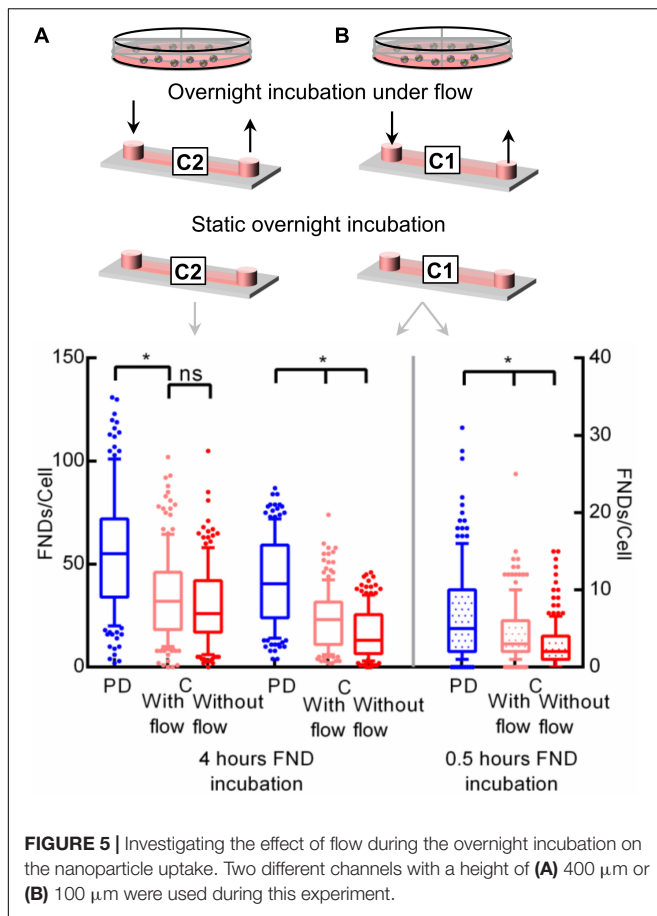 A B
Overnight incubation under flow
C2 C1
Static overnight incubation
C2 C1
150 40
* ns * *
100 30
FNDs/Cell FNDs/Cell
20
50
10
0 0
PD C PD C PD C
With flow Without flow With flow Without flow With flow Without flow
4 hours FND incubation 0.5 hours FND incubation
FIGURE 5 | Investigating the effect of flow during the overnight incubation on
the nanoparticle uptake. Two different channels with a height of (A) 400 μm or
(B) 100 μm were used during this experiment.